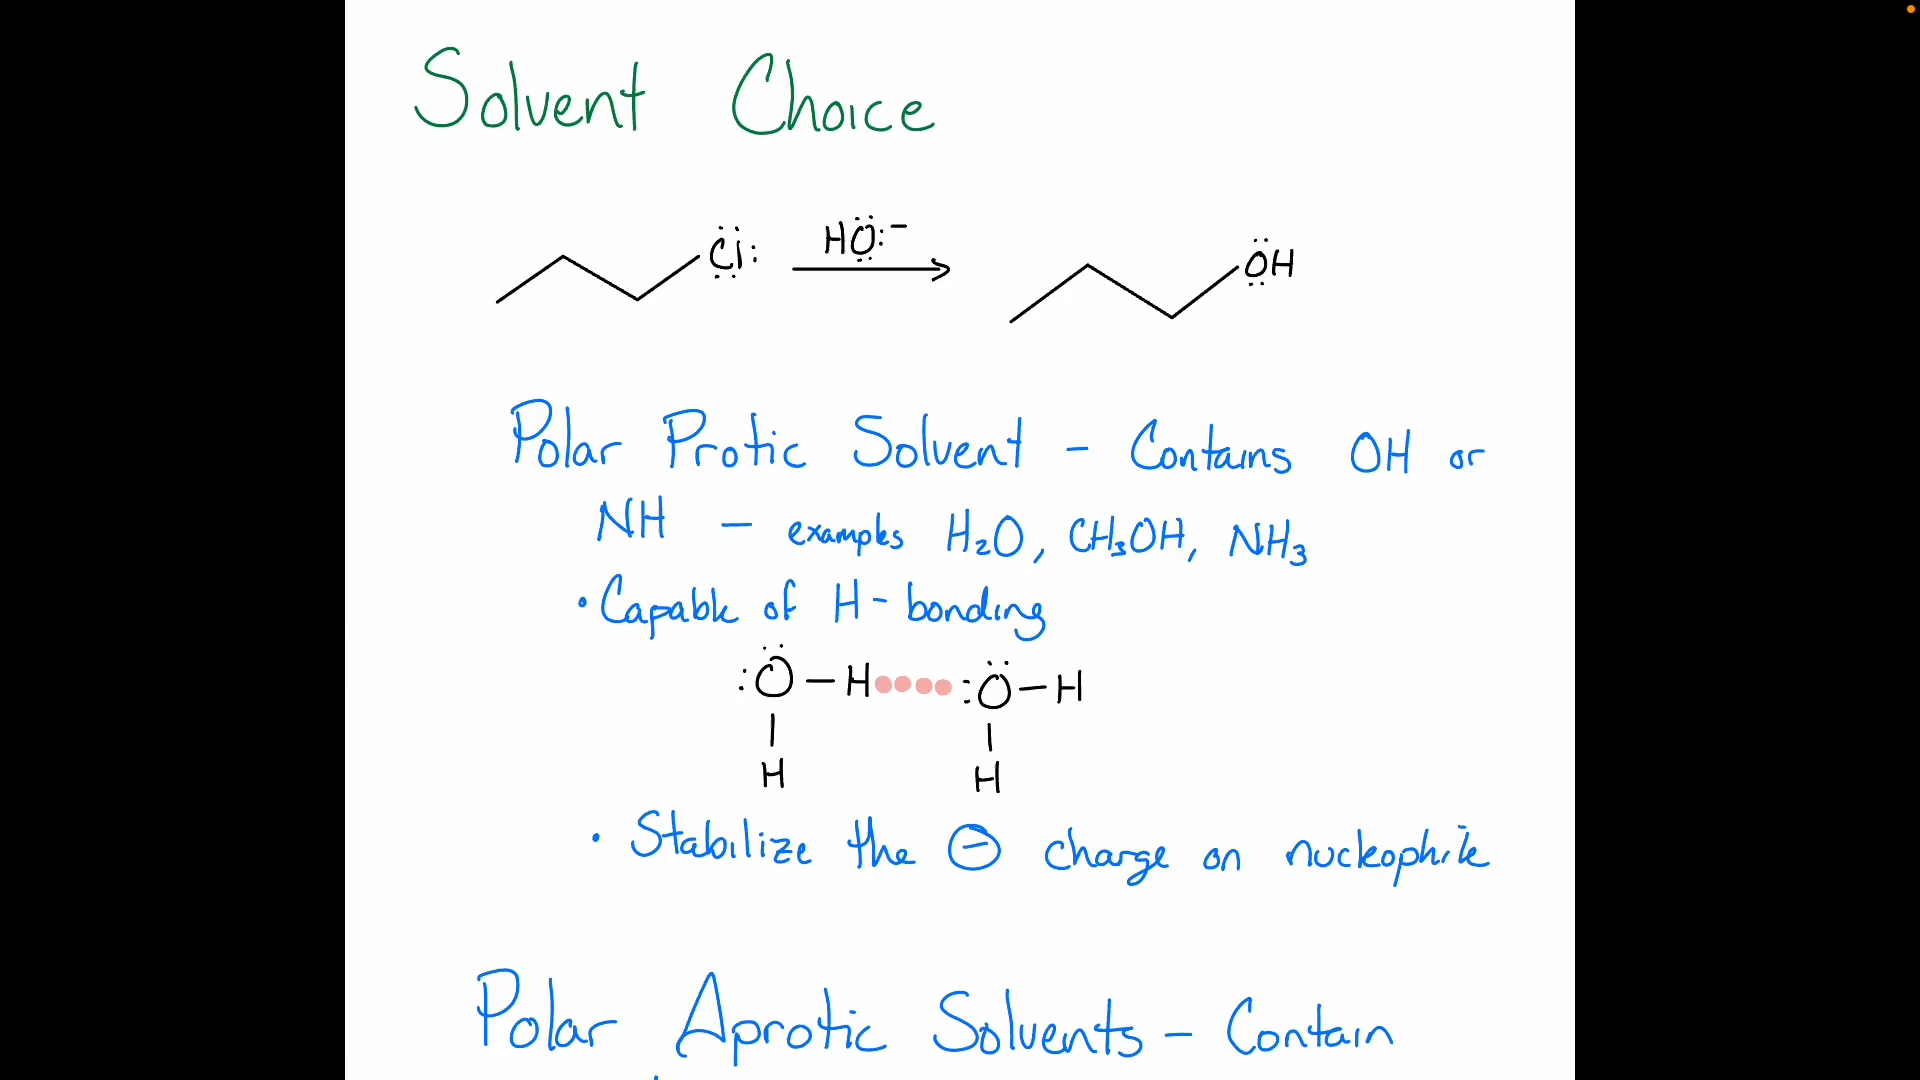 Solvent Choice
Cl HO:⁻ OH
Polar Protic Solvent - Contains OH or
NH - examples H₂O, CH₃OH, NH₃
• Capable of H-bonding
:O-H :O-H
H H
• Stabilize the ⊖ charge on nucleophile
Polar Aprotic Solvents - Contain